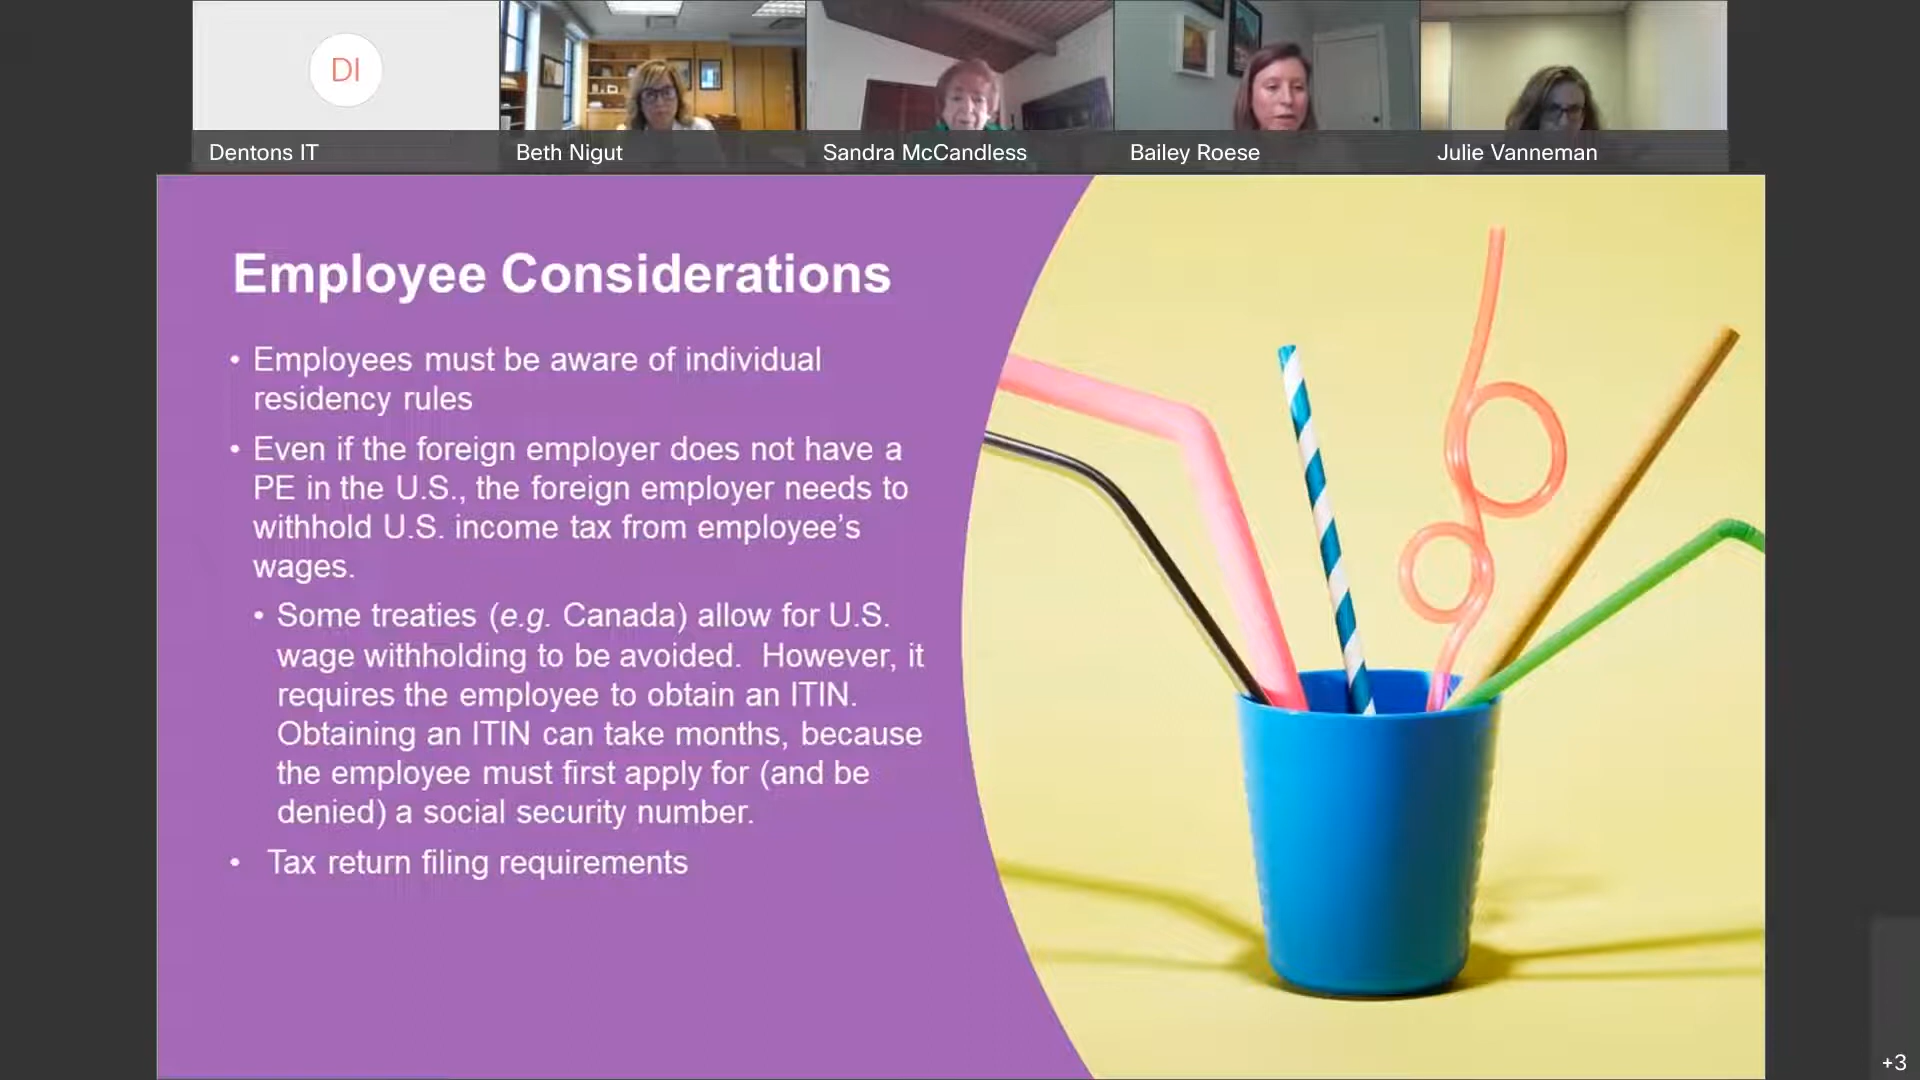 DI
Dentons IT
Beth Nigut
Sandra McCandless
Bailey Roese
Julie Vanneman
Employee Considerations
• Employees must be aware of individual
residency rules
• Even if the foreign employer does not have a
PE in the U.S., the foreign employer needs to
withhold U.S. income tax from employee’s
wages.
• Some treaties (e.g. Canada) allow for U.S.
wage withholding to be avoided.  However, it
requires the employee to obtain an ITIN.
Obtaining an ITIN can take months, because
the employee must first apply for (and be
denied) a social security number.
• Tax return filing requirements
+3